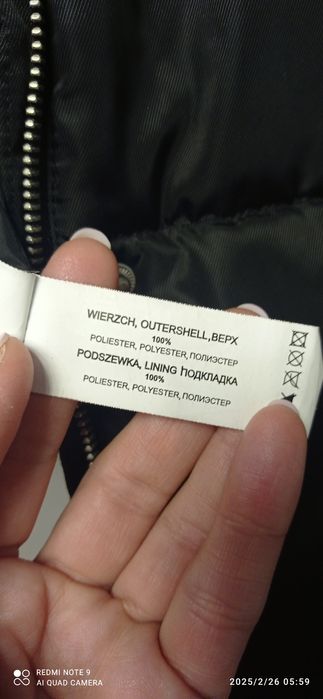 WIERZCH, OUTERSHELL,ВЕРХ
100%
POLIESTER, POLYESTER, ПОЛИЭСТЕР
PODSZEWKA, LINING ħОДКЛАДКА
100%
POLIESTER, POLYESTER, ПОЛИЭСТЕР
REDMI NOTE 9
AI QUAD CAMERA
2025/2/26 05:59